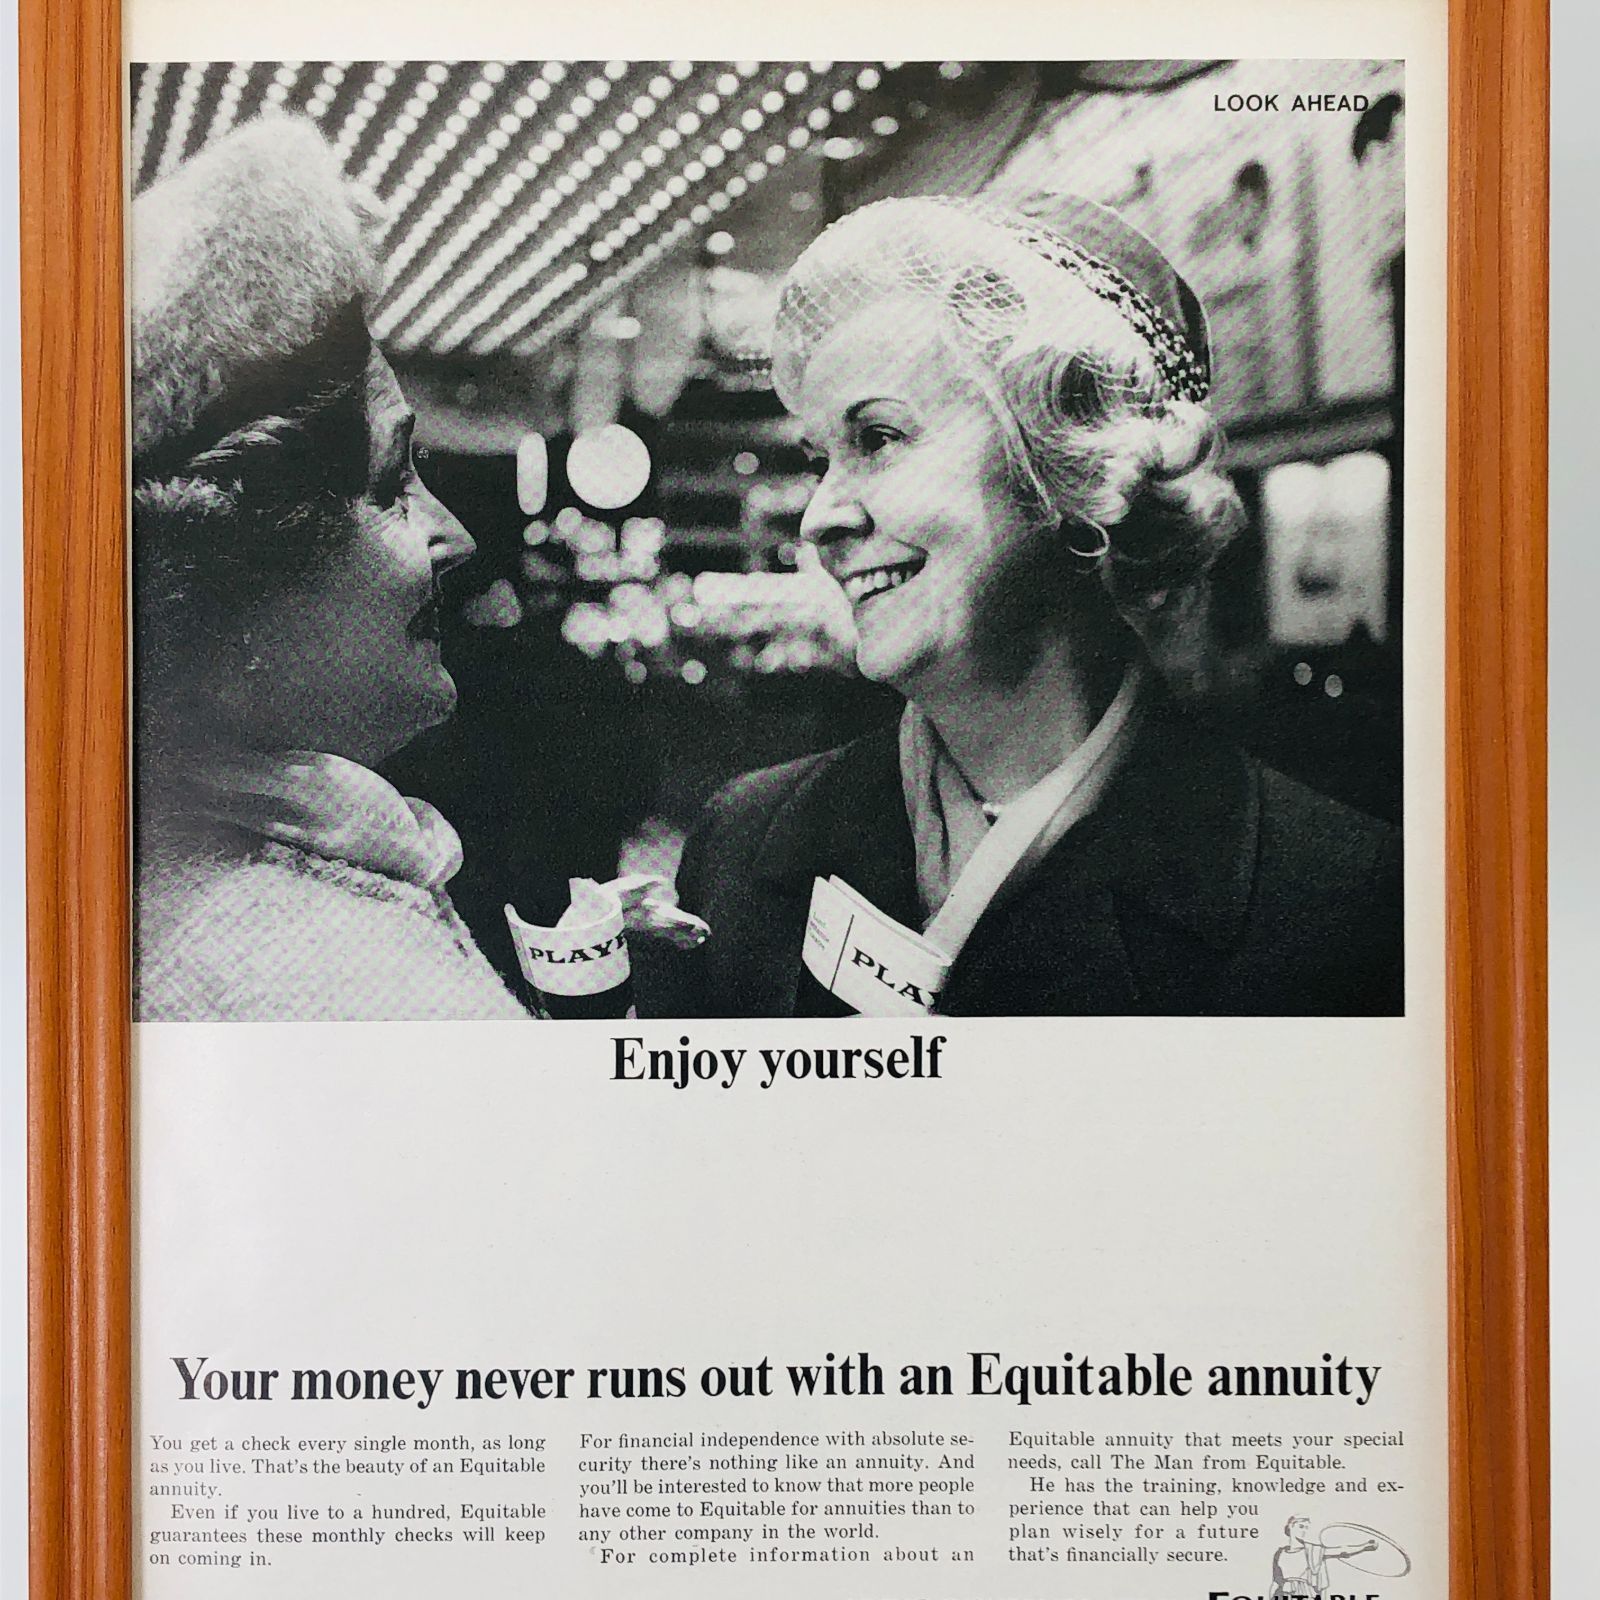 LOOK AHEAD
PLAY
PLA
Enjoy yourself
Your money never runs out with an Equitable annuity
You get a check every single month, as long
as you live. That's the beauty of an Equitable
annuity.
Even if you live to a hundred, Equitable
guarantees these monthly checks will keep
on coming in.
For financial independence with absolute se-
curity there's nothing like an annuity. And
you'll be interested to know that more people
have come to Equitable for annuities than to
any other company in the world.
For complete information about an
Equitable annuity that meets your special
needs, call The Man from Equitable.
He has the training, knowledge and ex-
perience that can help you
plan wisely for a future
that's financially secure.
EQUITABLE